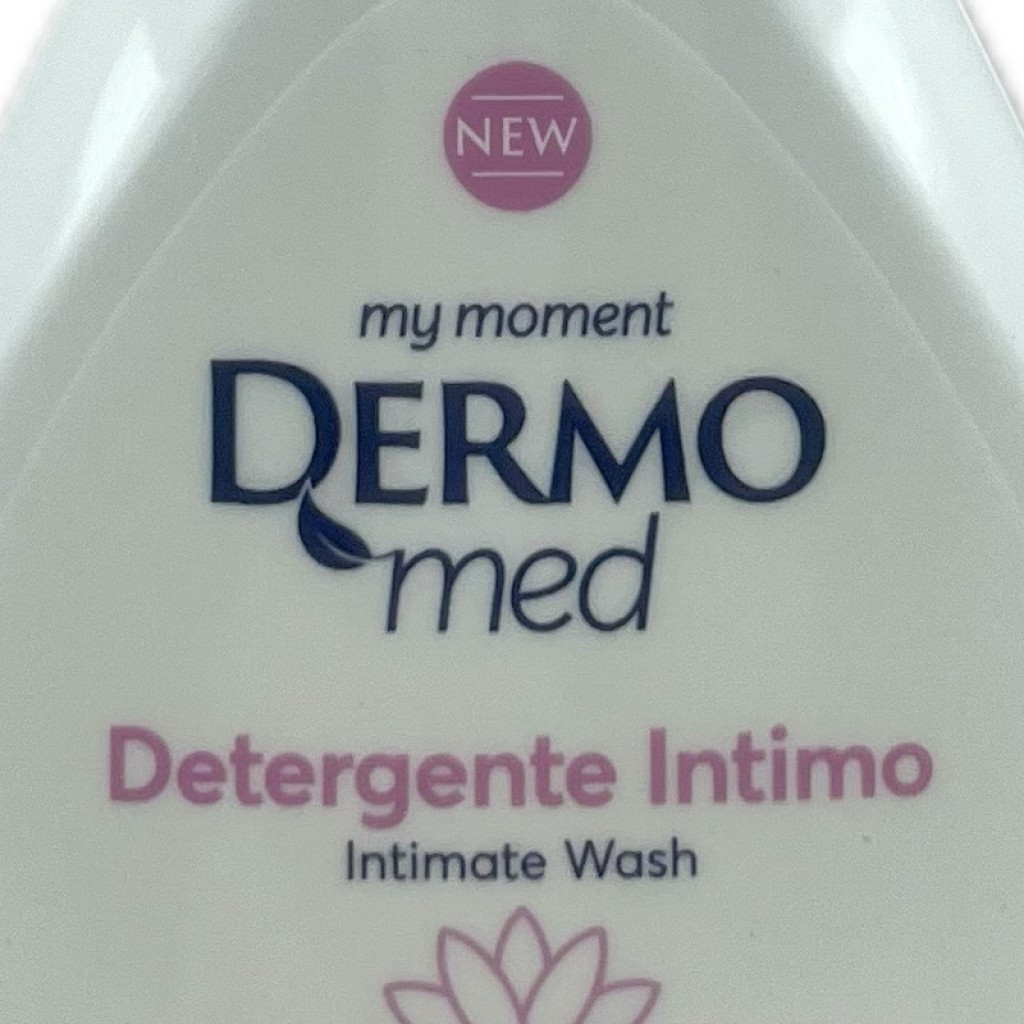 NEW
my moment
DERMO
med
Detergente Intimo
Intimate Wash